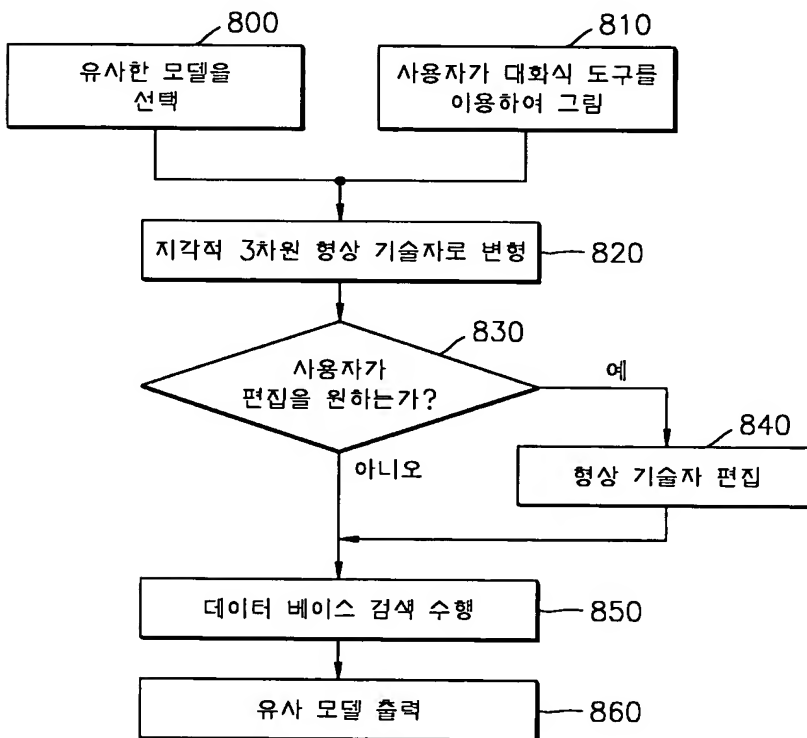 800
유사한 모델을
선택
810
사용자가 대화식 도구를
이용하여 그림
지각적 3차원 형상 기술자로 변형
820
830
사용자가
편집을 원하는가?
예
아니오
840
형상 기술자 편집
데이터 베이스 검색 수행
850
유사 모델 출력
860